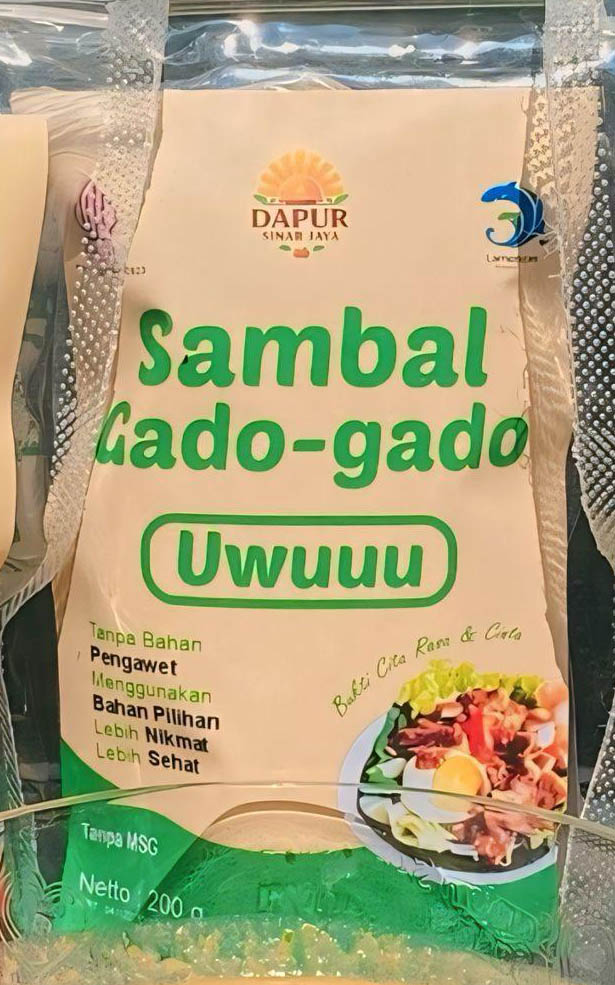 DAPUR
SINAR JAYA
Sambal
Gado-gado
Uwuuu
Tanpa Bahan
Pengawet
Menggunakan
Bahan Pilihan
Lebih Nikmat
Lebih Sehat
Bukti Cita Rasa & Cinta
Tanpa MSG
Netto : 200 g